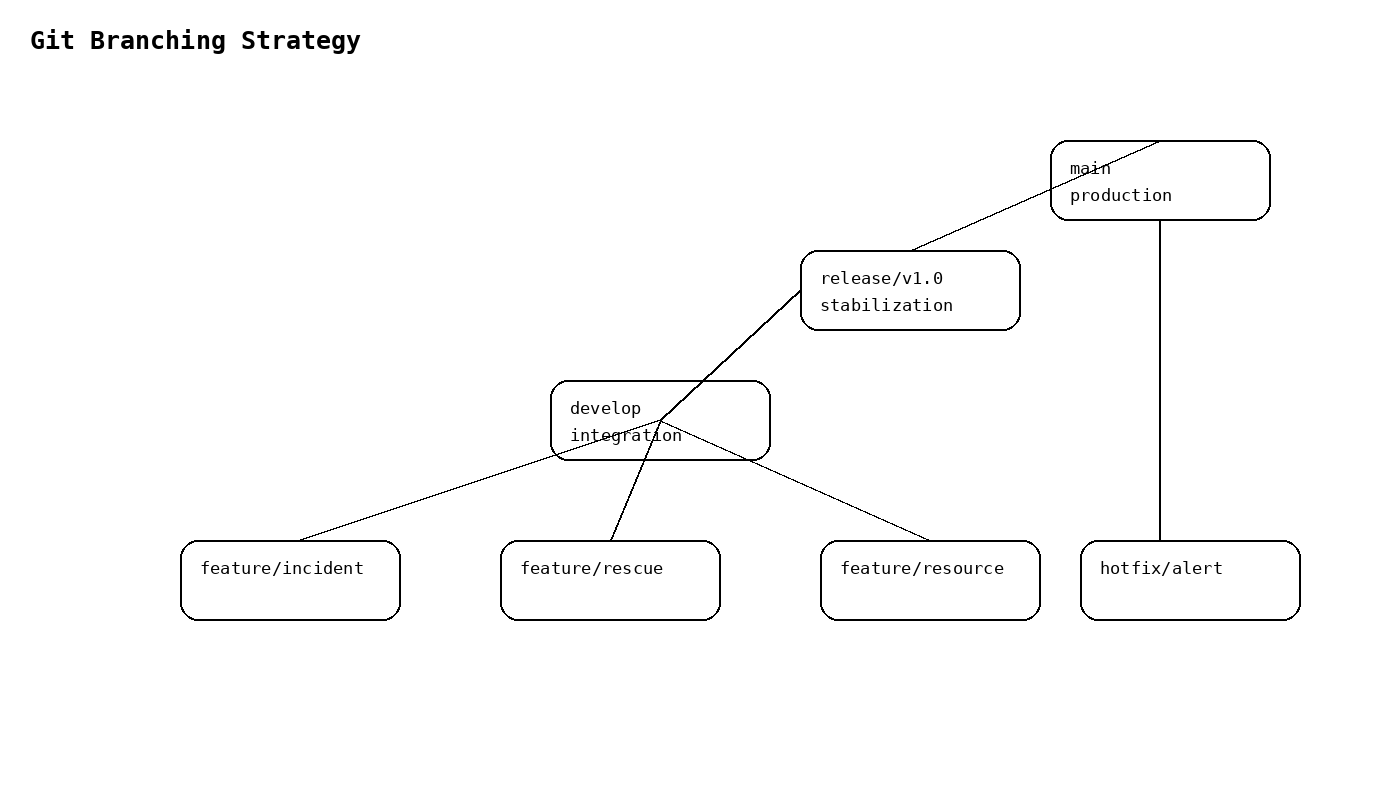 Git Branching Strategy
main
production
release/v1.0
stabilization
develop
integration
feature/incident
feature/rescue
feature/resource
hotfix/alert